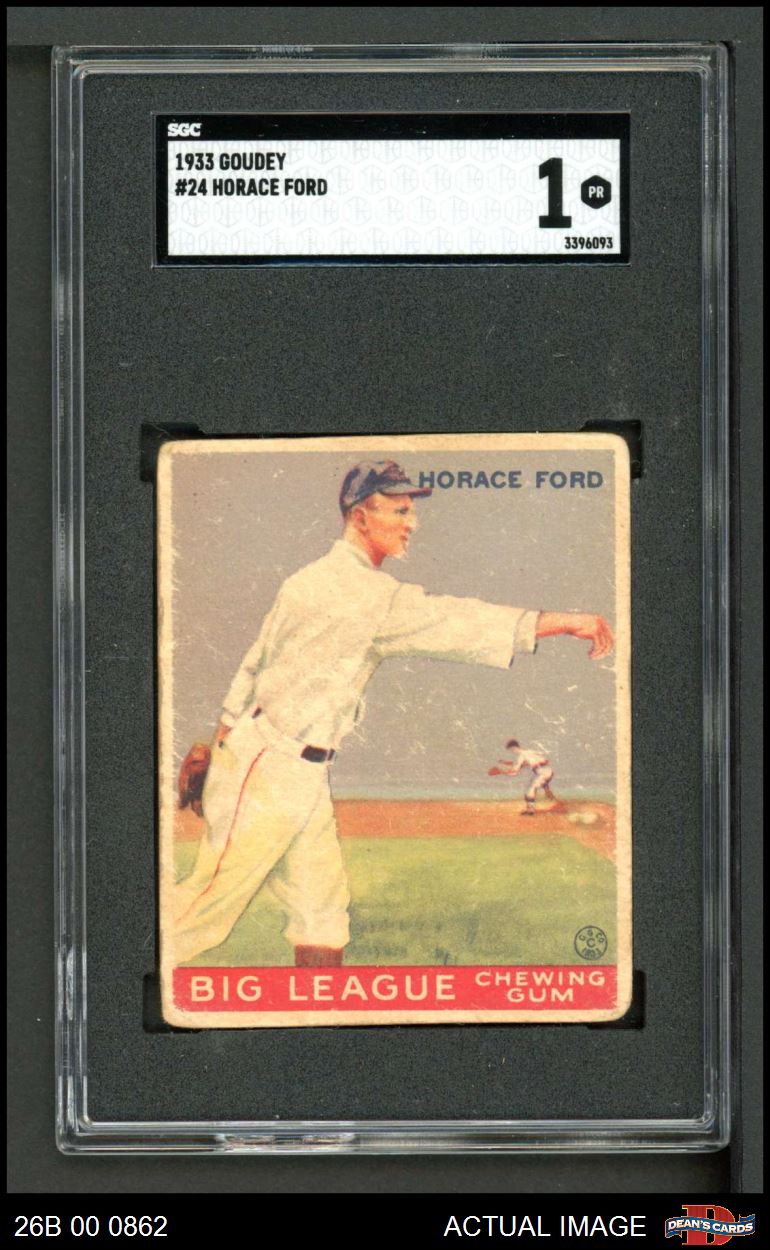 SGC
1933 GOUDEY
#24 HORACE FORD
1 PR
3396093
HORACE FORD
BIG LEAGUE CHEWING GUM
26B 00 0862
ACTUAL IMAGE
DEAN'S CARDS